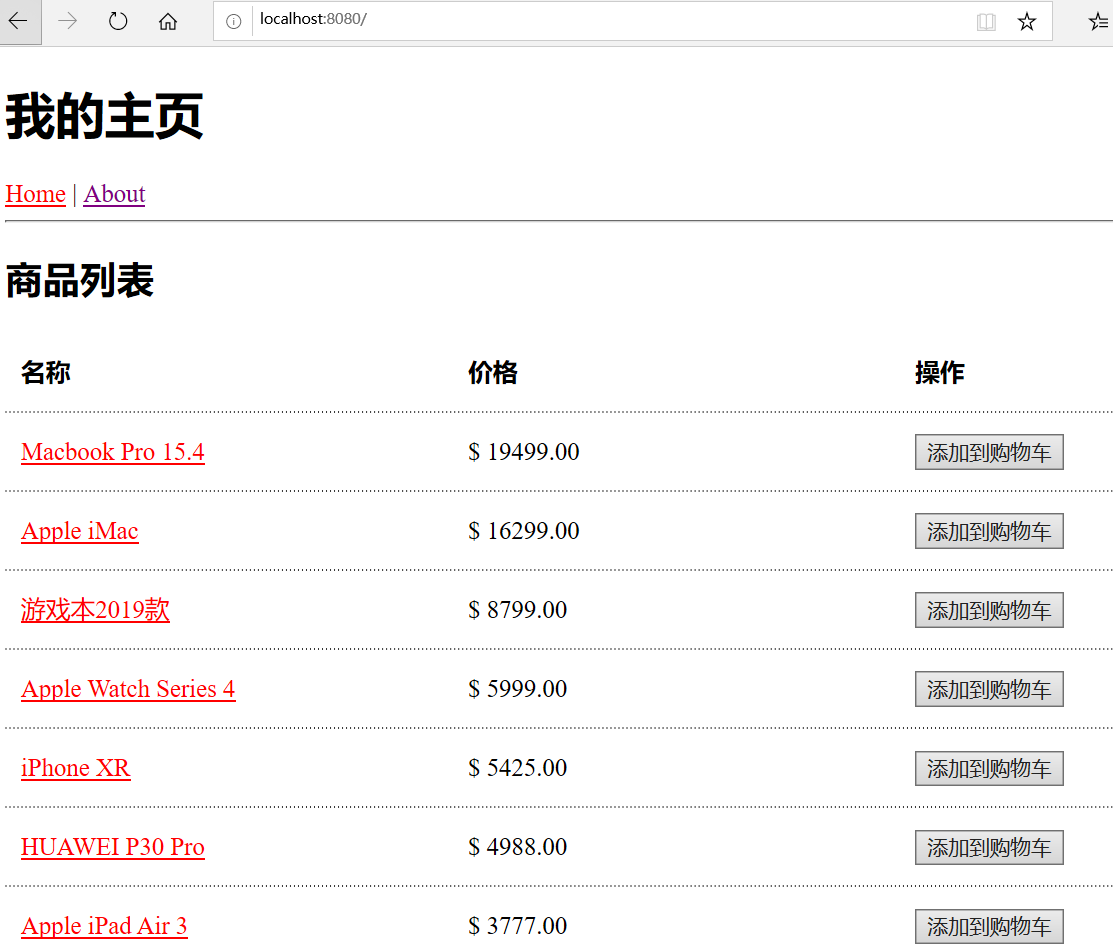 localhost:8080/
我的主页
Home | About
商品列表
名称 价格 操作
Macbook Pro 15.4 $ 19499.00 添加到购物车
Apple iMac $ 16299.00 添加到购物车
游戏本2019款 $ 8799.00 添加到购物车
Apple Watch Series 4 $ 5999.00 添加到购物车
iPhone XR $ 5425.00 添加到购物车
HUAWEI P30 Pro $ 4988.00 添加到购物车
Apple iPad Air 3 $ 3777.00 添加到购物车